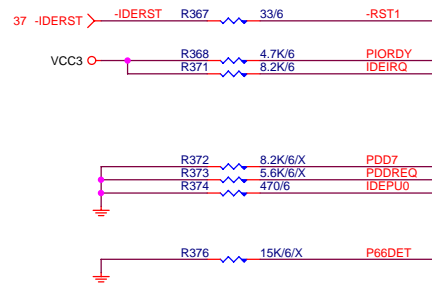 37 -IDERST -IDERST R367 33/6 -RST1
R368 4.7K/6 PIORDY
VCC3
R371 8.2K/6 IDEIRQ
R372 8.2K/6/X PDD7
R373 5.6K/6/X PDDREQ
R374 470/6 IDEPU0
R376 15K/6/X P66DET